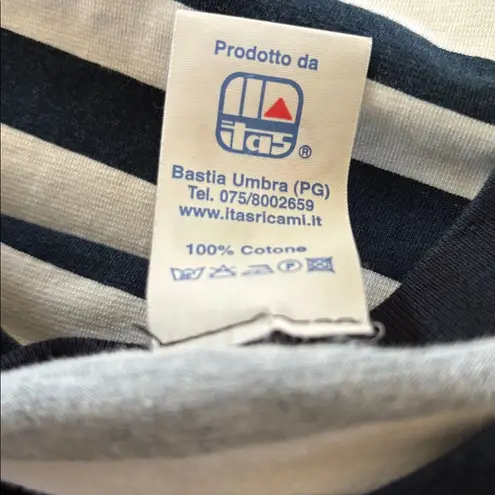 Prodotto da
itas ®
Bastia Umbra (PG)
Tel. 075/8002659
www.itasricami.it
100% Cotone